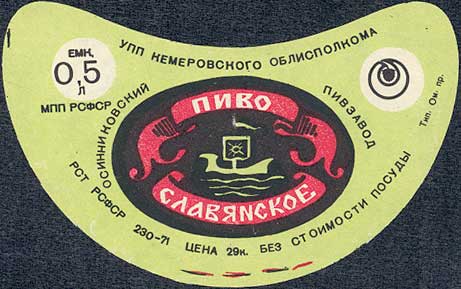 УПП КЕМЕРОВСКОГО ОБЛИСПОЛКОМА
ЕМК.
0,5
Л
МПП РСФСР
ОСИННИКОВСКИЙ
ПИВЗАВОД
ПИВО
СЛАВЯНСКОЕ
РСТ РСФСР 230-71 ЦЕНА 29к. БЕЗ СТОИМОСТИ ПОСУДЫ
Тип. Ом. пр.